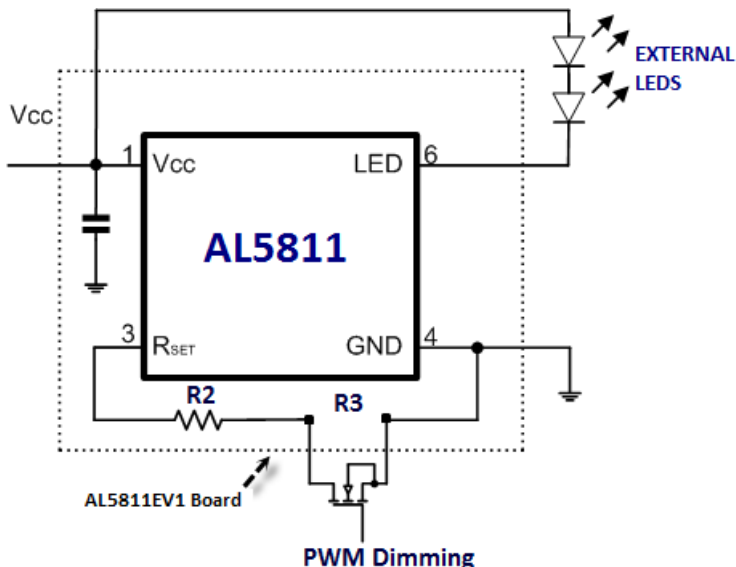 EXTERNAL
LEDS
Vcc
1
Vcc
LED
6
AL5811
3
RSET
GND
4
R2
R3
AL5811EV1 Board
PWM Dimming